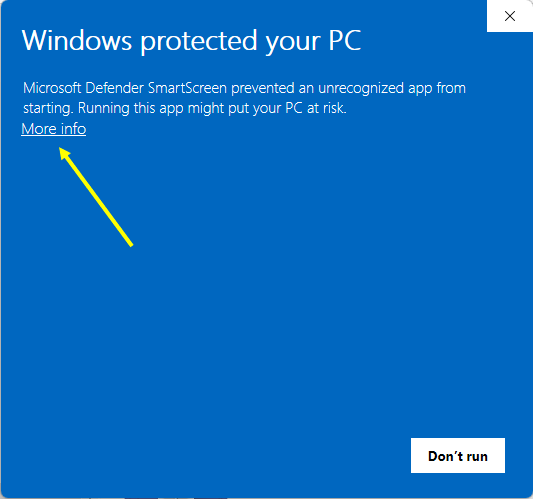 Windows protected your PC
Microsoft Defender SmartScreen prevented an unrecognized app from
starting. Running this app might put your PC at risk.
More info
Don’t run